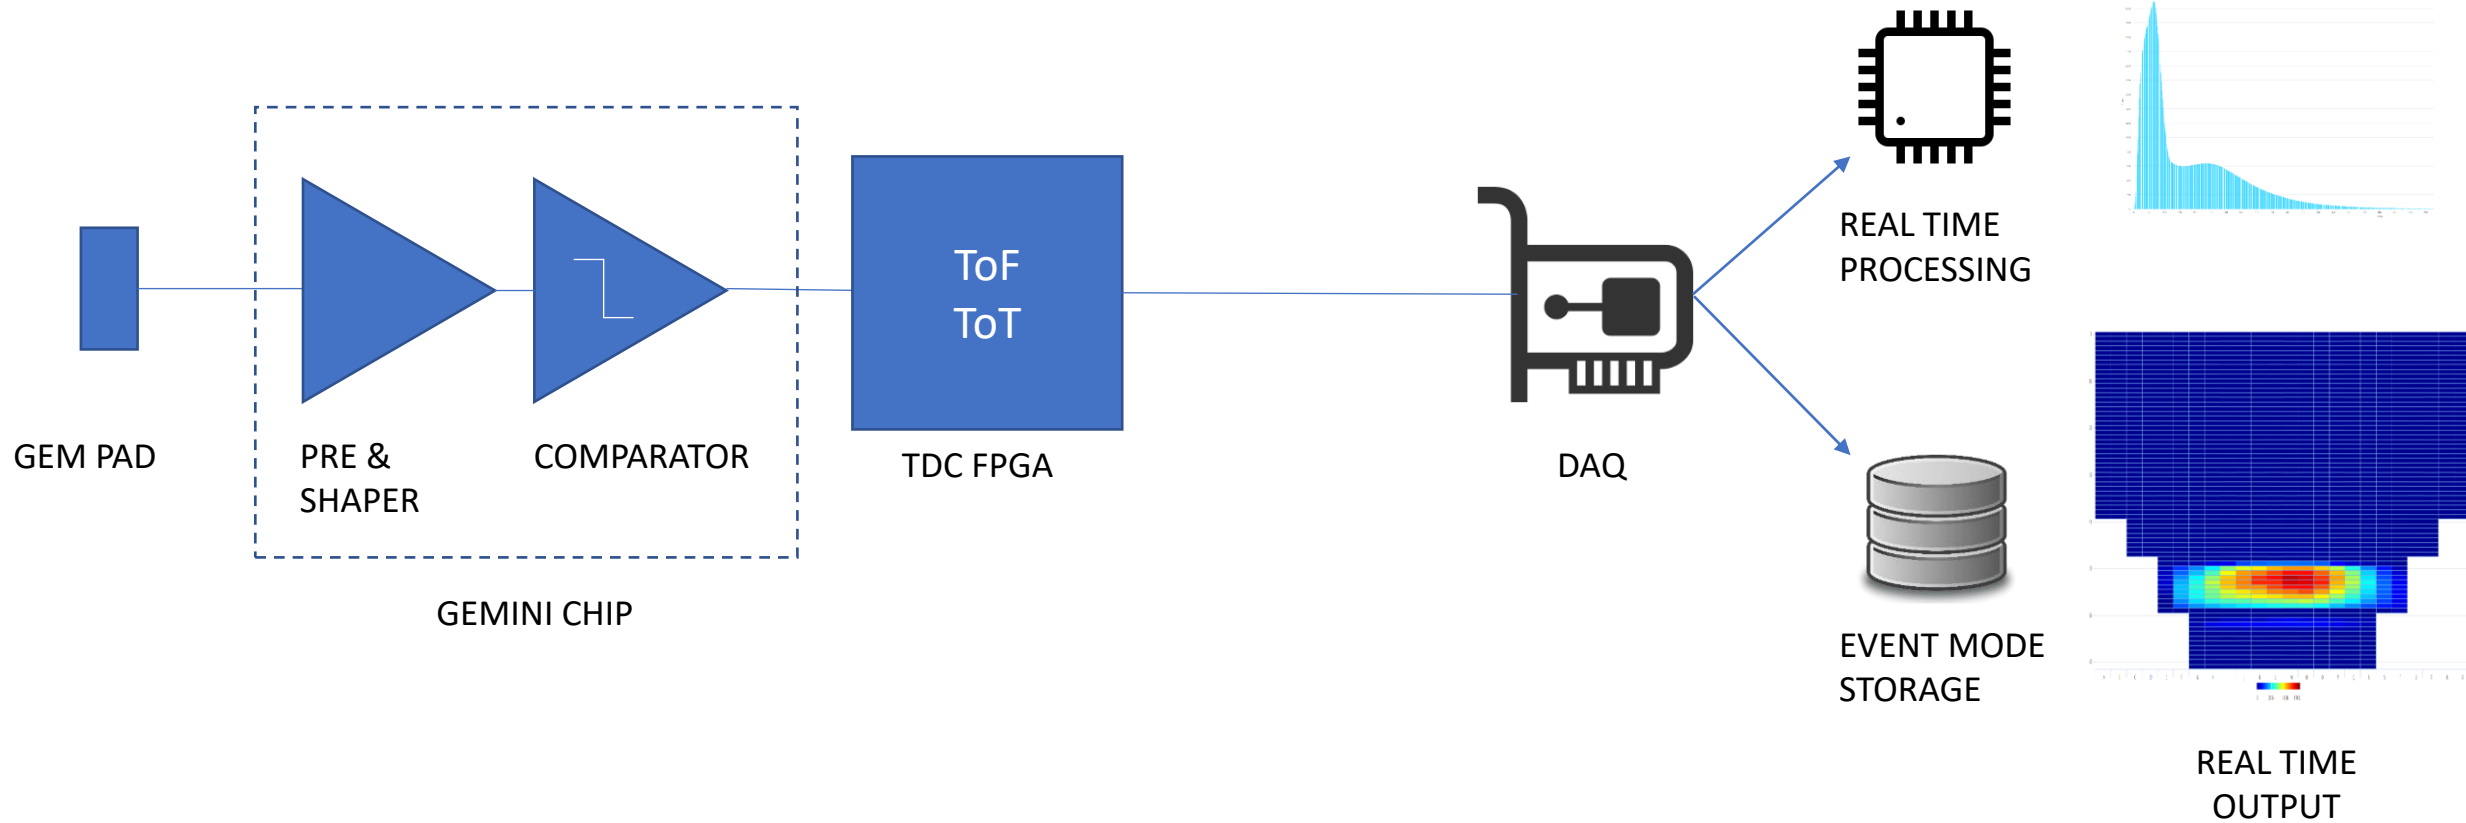 REAL TIME
PROCESSING
ToF
ToT
GEM PAD
PRE &
SHAPER
COMPARATOR
TDC FPGA
DAQ
GEMINI CHIP
EVENT MODE
STORAGE
REAL TIME
OUTPUT